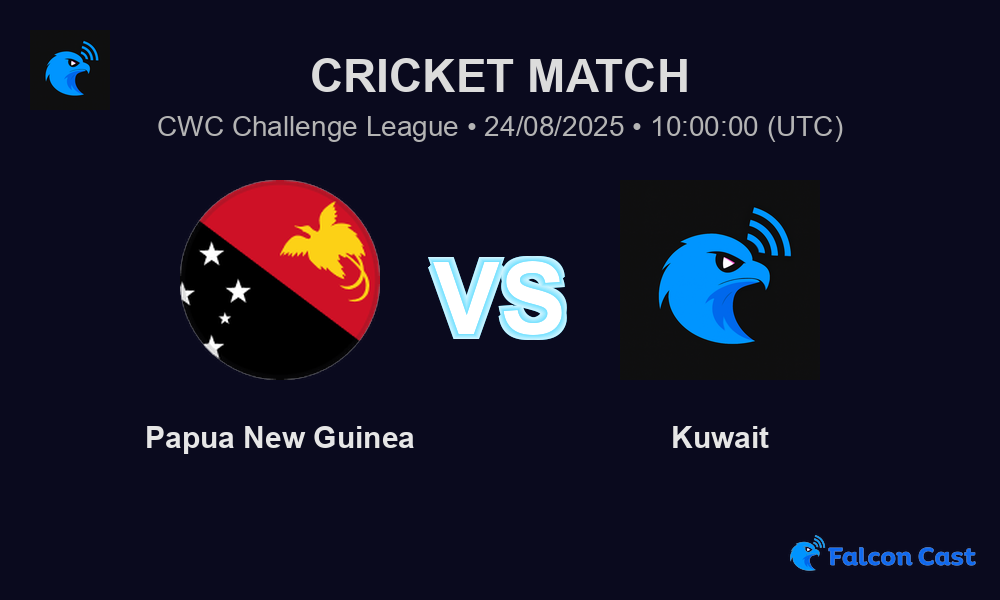 CRICKET MATCH
CWC Challenge League • 24/08/2025 • 10:00:00 (UTC)
VS
Papua New Guinea
Kuwait
Falcon Cast